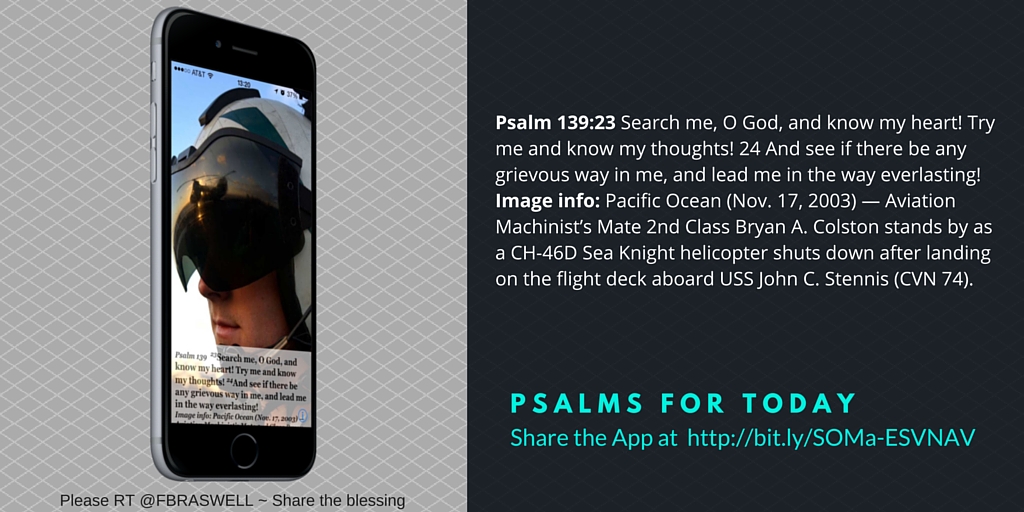 AT&T
13:20
37%
Psalm 139 23Search me, O God, and
know my heart! Try me and know
my thoughts! 24And see if there be
any grievous way in me, and lead me
in the way everlasting!
Image info: Pacific Ocean (Nov. 17, 2003)
Please RT @FBRASWELL ~ Share the blessing
Psalm 139:23 Search me, O God, and know my heart! Try
me and know my thoughts! 24 And see if there be any
grievous way in me, and lead me in the way everlasting!
Image info: Pacific Ocean (Nov. 17, 2003) — Aviation
Machinist’s Mate 2nd Class Bryan A. Colston stands by as
a CH-46D Sea Knight helicopter shuts down after landing
on the flight deck aboard USS John C. Stennis (CVN 74).
PSALMS FOR TODAY
Share the App at http://bit.ly/SOMa-ESVNAV